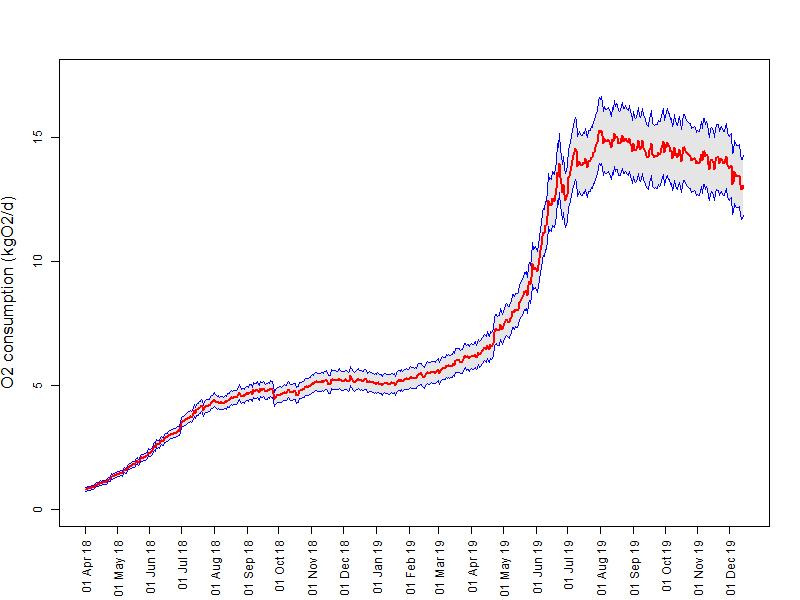 O2 consumption (kgO2/d)
15
10
5
0
01 Apr 18
01 May 18
01 Jun 18
01 Jul 18
01 Aug 18
01 Sep 18
01 Oct 18
01 Nov 18
01 Dec 18
01 Jan 19
01 Feb 19
01 Mar 19
01 Apr 19
01 May 19
01 Jun 19
01 Jul 19
01 Aug 19
01 Sep 19
01 Oct 19
01 Nov 19
01 Dec 19